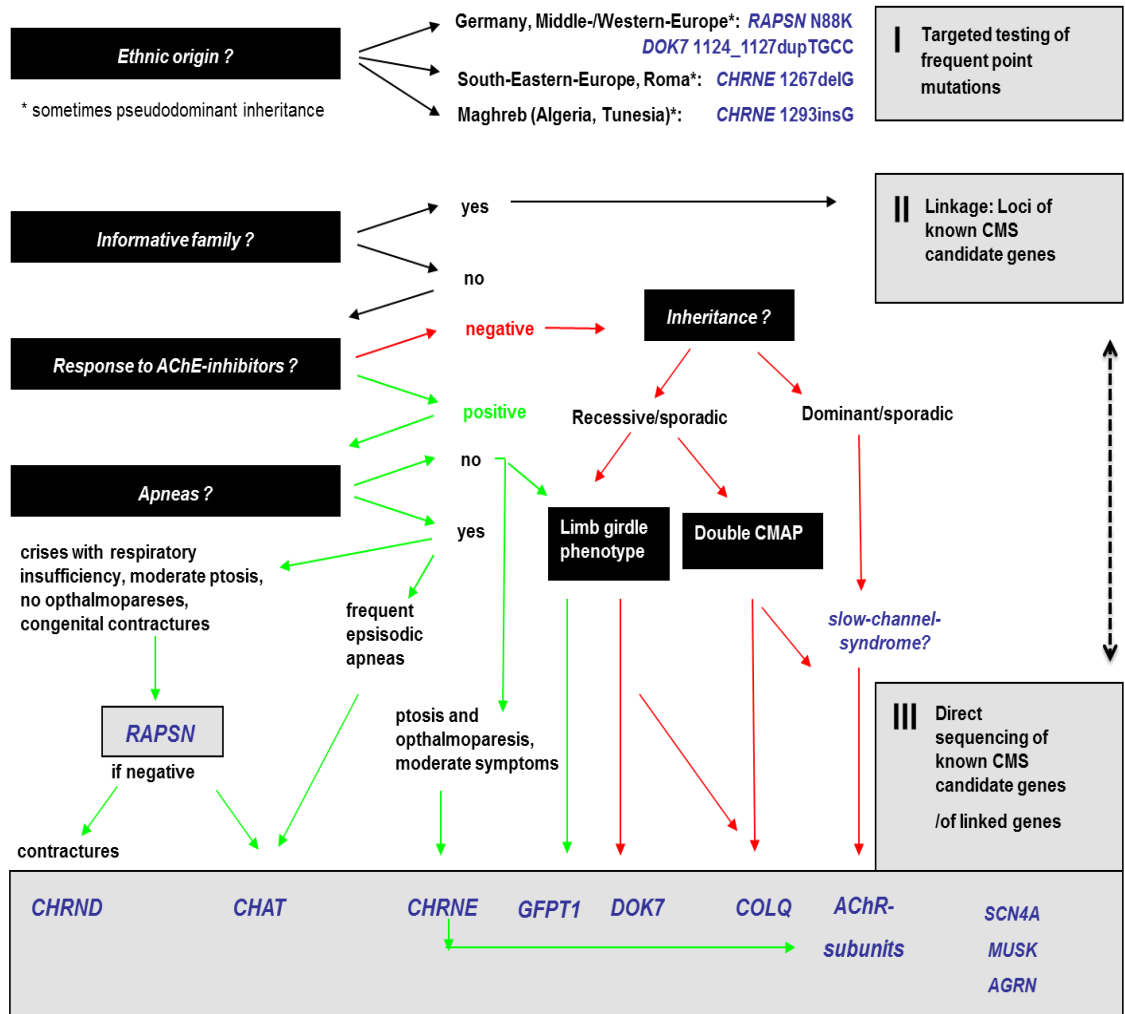 Ethnic origin ?
* sometimes pseudodominant inheritance
Germany, Middle-/Western-Europe*: RAPSN N88K
DOK7 1124_1127dupTGCC
South-Eastern-Europe, Roma*: CHRNE 1267delG
Maghreb (Algeria, Tunesia)*: CHRNE 1293insG
I Targeted testing of
frequent point
mutations
Informative family ?
yes
no
II Linkage: Loci of
known CMS
candidate genes
Response to AChE-inhibitors ?
negative
positive
Inheritance ?
Recessive/sporadic
Dominant/sporadic
Apneas ?
no
yes
Limb girdle
phenotype
Double CMAP
crises with respiratory
insufficiency, moderate ptosis,
no opthalmopareses,
congenital contractures
frequent
epsisodic
apneas
slow-channel-
syndrome?
RAPSN
if negative
ptosis and
opthalmoparesis,
moderate symptoms
III Direct
sequencing of
known CMS
candidate genes
/of linked genes
contractures
CHRND
CHAT
CHRNE
GFPT1
DOK7
COLQ
AChR-
subunits
SCN4A
MUSK
AGRN